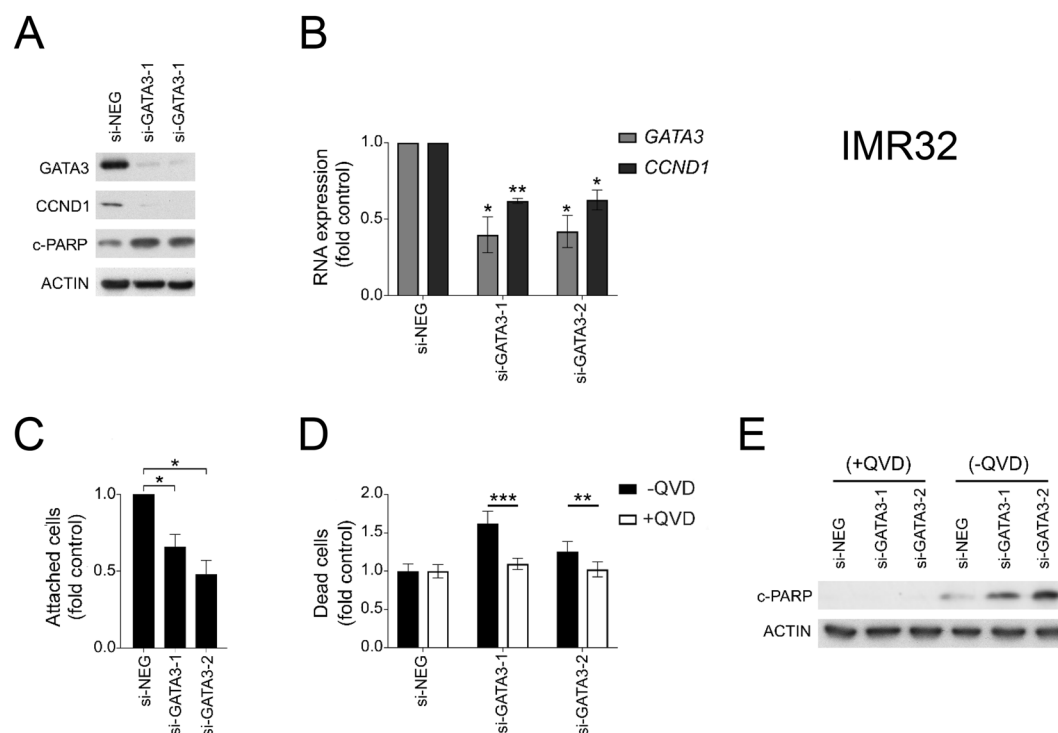 A
si-NEG
si-GATA3-1
si-GATA3-1
GATA3
CCND1
c-PARP
ACTIN
B
RNA expression
(fold control)
1.0
0.5
1.0
*
**
*
*
si-NEG
si-GATA3-1
si-GATA3-2
GATA3
CCND1
IMR32
C
Attached cells
(fold control)
1.0
0.5
1.0
*
*
si-NEG
si-GATA3-1
si-GATA3-2
D
Dead cells
(fold control)
2.0
1.5
1.0
0.5
0.0
***
**
si-NEG
si-GATA3-1
si-GATA3-2
-QVD
+QVD
E
(+QVD)
(-QVD)
si-NEG
si-GATA3-1
si-GATA3-2
si-NEG
si-GATA3-1
si-GATA3-2
c-PARP
ACTIN